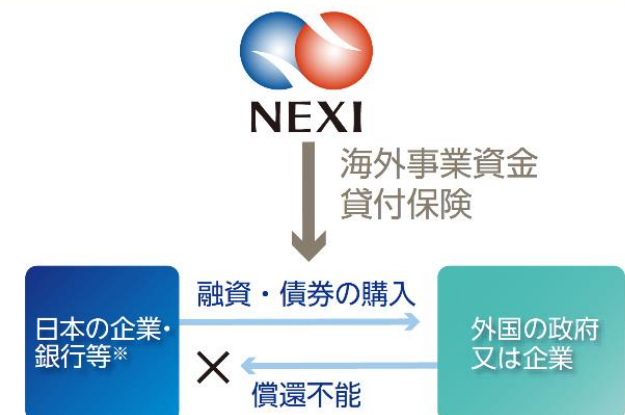 NEXI
海外事業資金
貸付保険
融資・債券の購入
日本の企業・
銀行等※
外国の政府
又は企業
償還不能